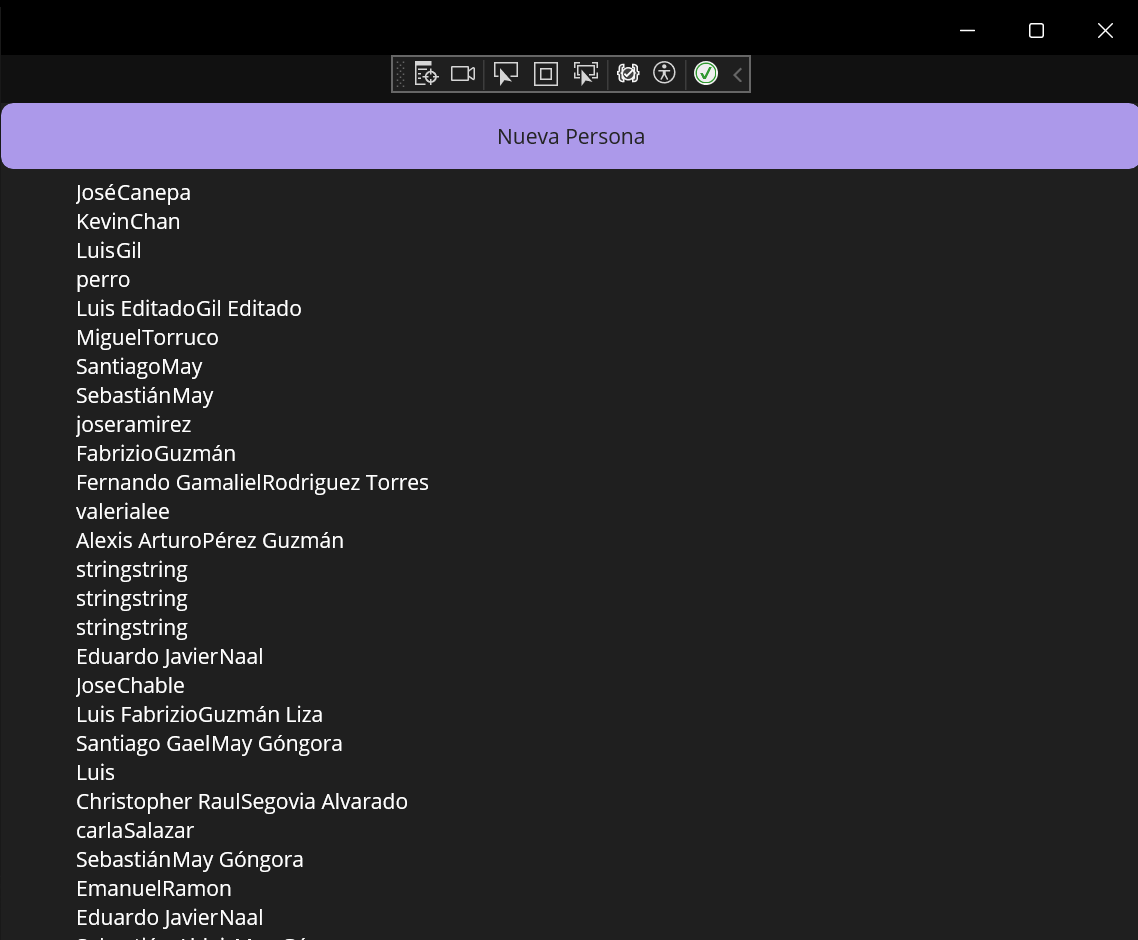 Nueva Persona
JoséCanepa
KevinChan
LuisGil
perro
Luis EditadoGil Editado
MiguelTorruco
SantiagoMay
SebastiánMay
joseramirez
FabrizioGuzmán
Fernando GamalielRodriguez Torres
valerialee
Alexis ArturoPérez Guzmán
stringstring
stringstring
stringstring
Eduardo JavierNaal
JoseChable
Luis FabrizioGuzmán Liza
Santiago GaelMay Góngora
Luis
Christopher RaulSegovia Alvarado
carlaSalazar
SebastiánMay Góngora
EmanuelRamon
Eduardo JavierNaal